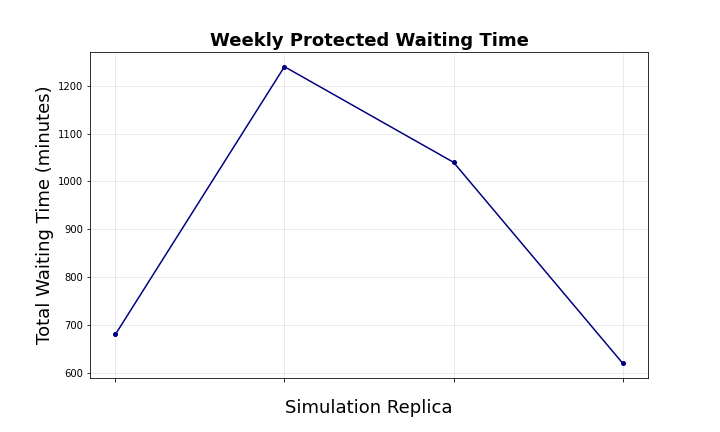 Weekly Protected Waiting Time
Total Waiting Time (minutes)
1200
1100
1000
900
800
700
600
Simulation Replica